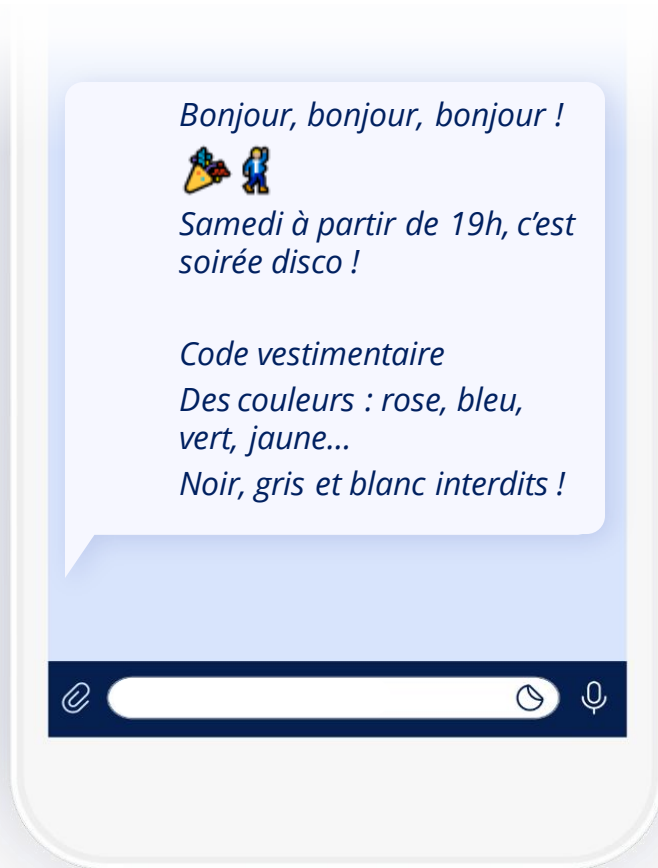 Bonjour, bonjour, bonjour !
Samedi à partir de 19h, c’est
soirée disco !
Code vestimentaire
Des couleurs : rose, bleu,
vert, jaune…
Noir, gris et blanc interdits !